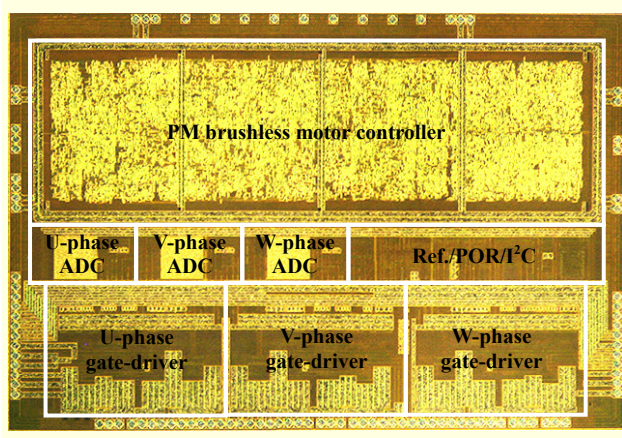 PM brushless motor controller
U-phase
ADC
V-phase
ADC
W-phase
ADC
Ref./POR/I²C
U-phase
gate-driver
V-phase
gate-driver
W-phase
gate-driver